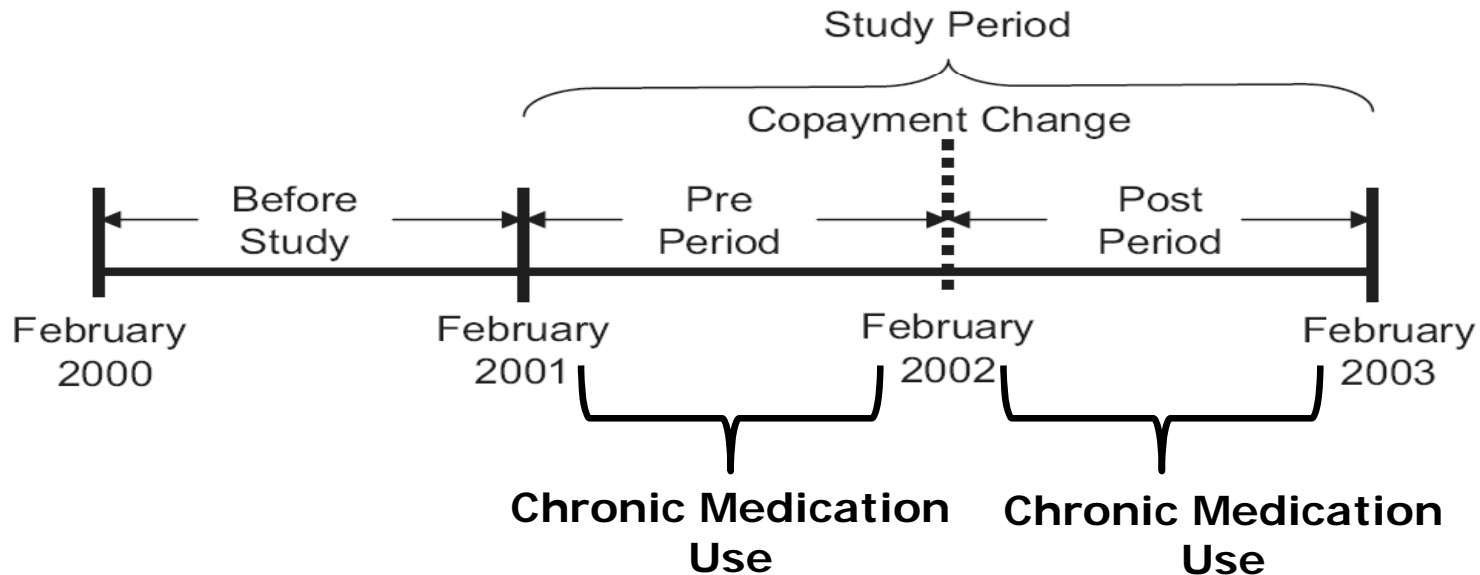 Study Period
Copayment Change
Before
Study
Pre
Period
Post
Period
February
2000
February
2001
February
2002
February
2003
Chronic Medication
Use
Chronic Medication
Use